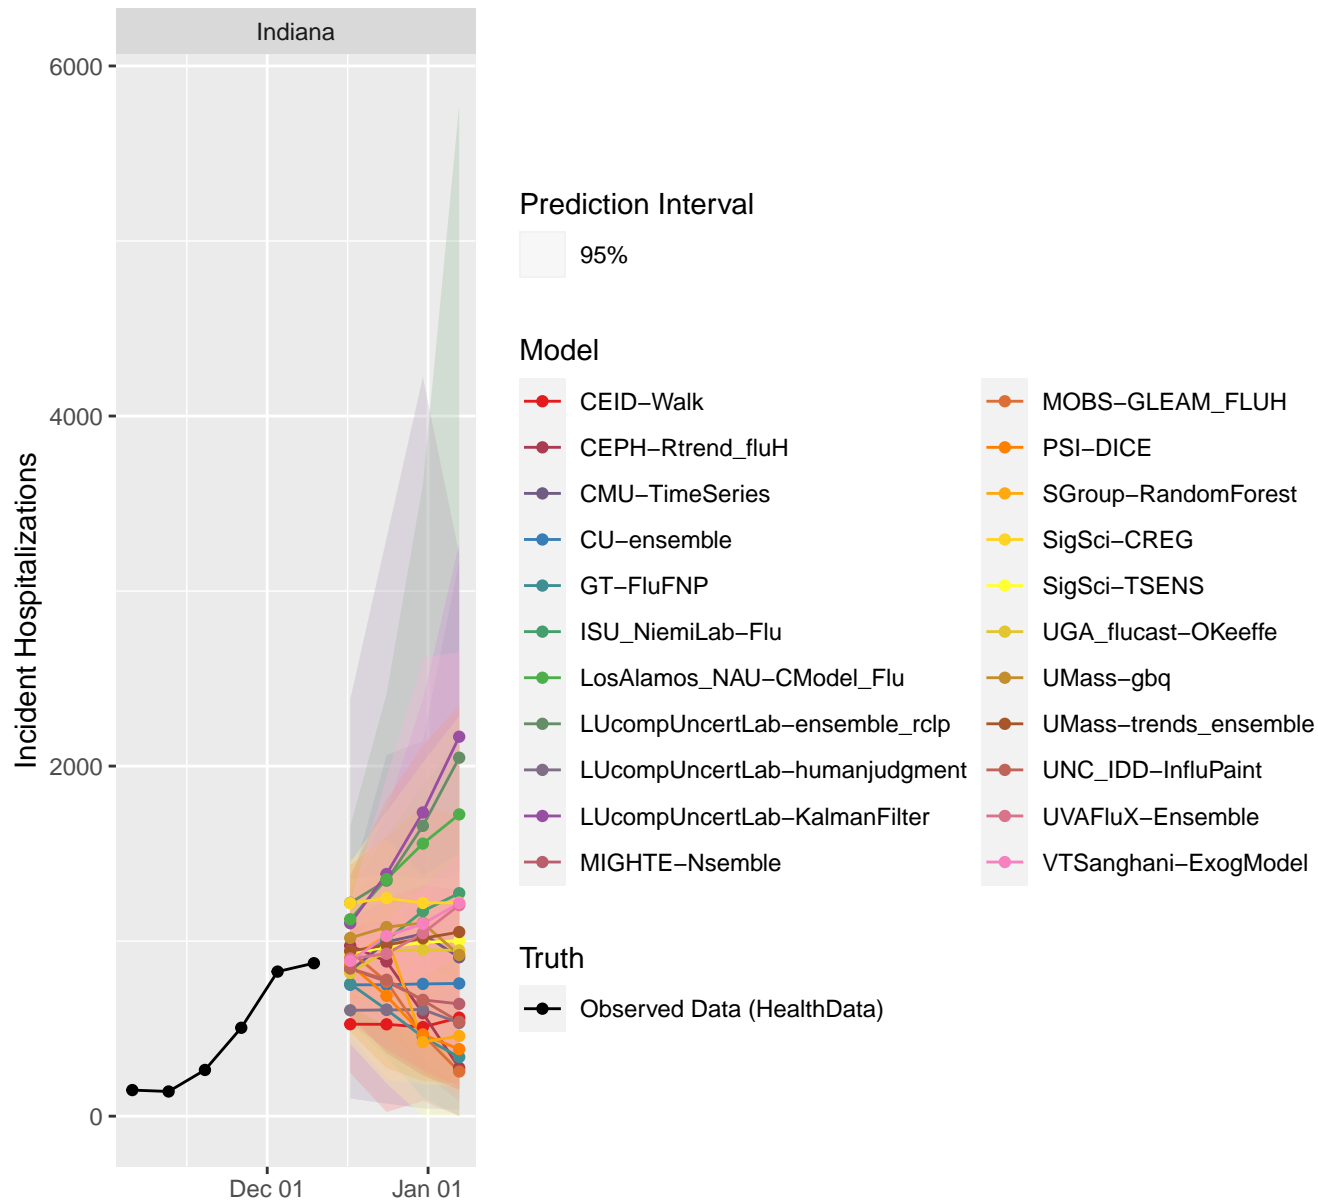 Indiana
6000
4000
2000
0
Incident Hospitalizations
Dec 01
Jan 01
Prediction Interval
95%
Model
CEID−Walk
CEPH−Rtrend_fluH
CMU−TimeSeries
CU−ensemble
GT−FluFNP
ISU_NiemiLab−Flu
LosAlamos_NAU−CModel_Flu
LUcompUncertLab−ensemble_rclp
LUcompUncertLab−humanjudgment
LUcompUncertLab−KalmanFilter
MIGHTE−Nsemble
MOBS−GLEAM_FLUH
PSI−DICE
SGroup−RandomForest
SigSci−CREG
SigSci−TSENS
UGA_flucast−OKeeffe
UMass−gbq
UMass−trends_ensemble
UNC_IDD−InfluPaint
UVAFluX−Ensemble
VTSanghani−ExogModel
Truth
Observed Data (HealthData)